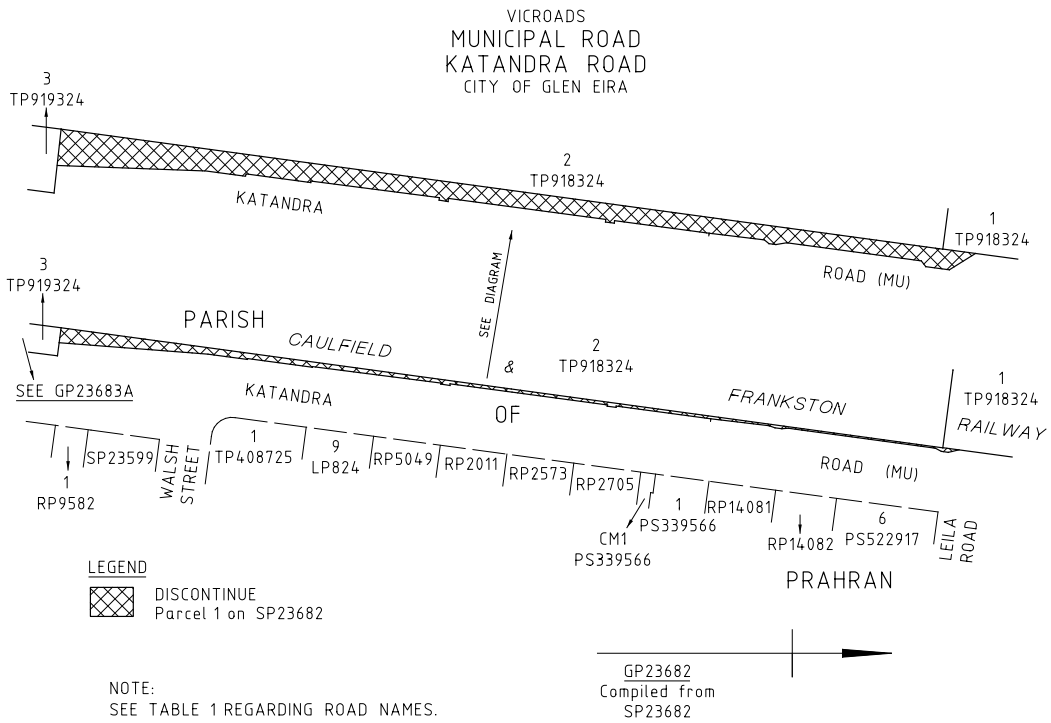 VICROADS
MUNICIPAL ROAD
KATANDRA ROAD
CITY OF GLEN EIRA
3
TP919324
2
TP918324
KATANDRA
1
TP918324
ROAD (MU)
3
TP919324
SEE DIAGRAM
PARISH
CAULFIELD
&
2
TP918324
SEE GP23683A
KATANDRA
OF
FRANKSTON
1
TP918324
RAILWAY
ROAD (MU)
1
RP9582
SP23599
WALSH
STREET
1
TP408725
9
LP824
RP5049
RP2011
RP2573
RP2705
CM1
PS339566
1
PS339566
RP14081
RP14082
6
PS522917
LEILA
ROAD
PRAHRAN
LEGEND
DISCONTINUE
Parcel 1 on SP23682
GP23682
Compiled from
SP23682
NOTE:
SEE TABLE 1 REGARDING ROAD NAMES.